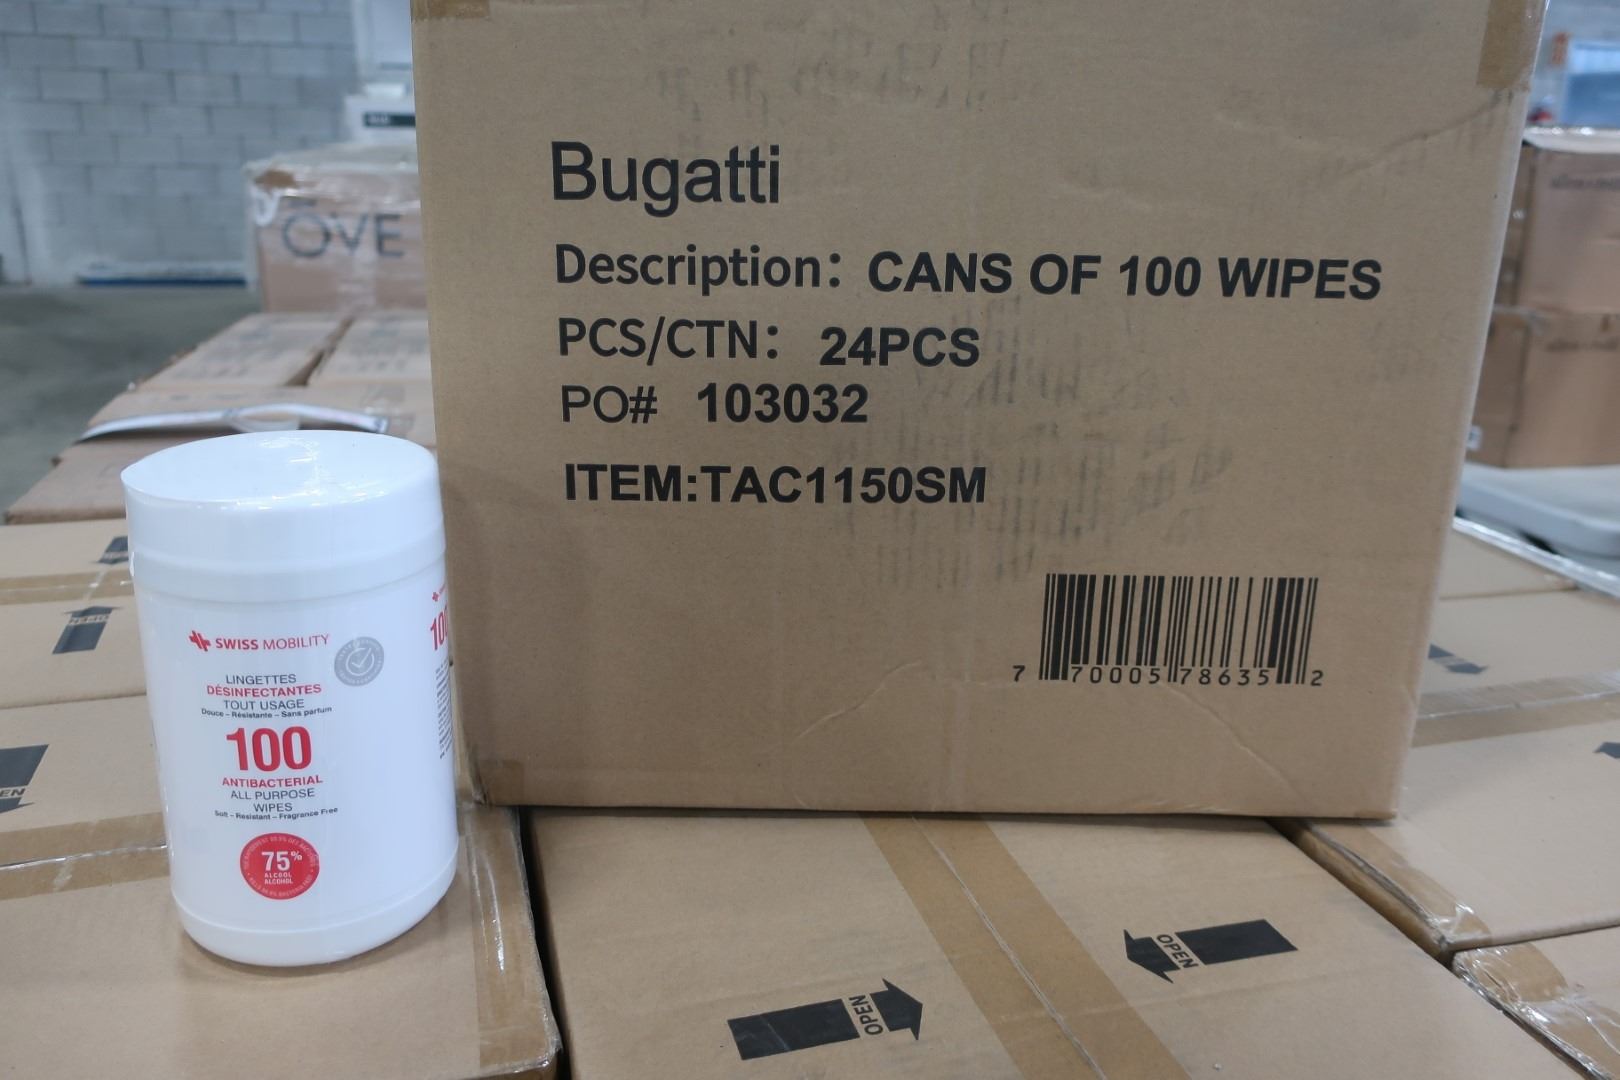 OVE
Bugatti
Description: CANS OF 100 WIPES
PCS/CTN: 24PCS
PO# 103032
ITEM:TAC1150SM
7 70005 78635 2
SWISS MOBILITY
LINGETTES
DÉSINFECTANTES
TOUT USAGE
Douce – Résistante – Sans parfum
100
ANTIBACTERIAL
ALL PURPOSE
WIPES
Soft – Resistant – Fragrance Free
75%
ALCOOL
ALCOHOL
OPEN
OPEN
OPEN